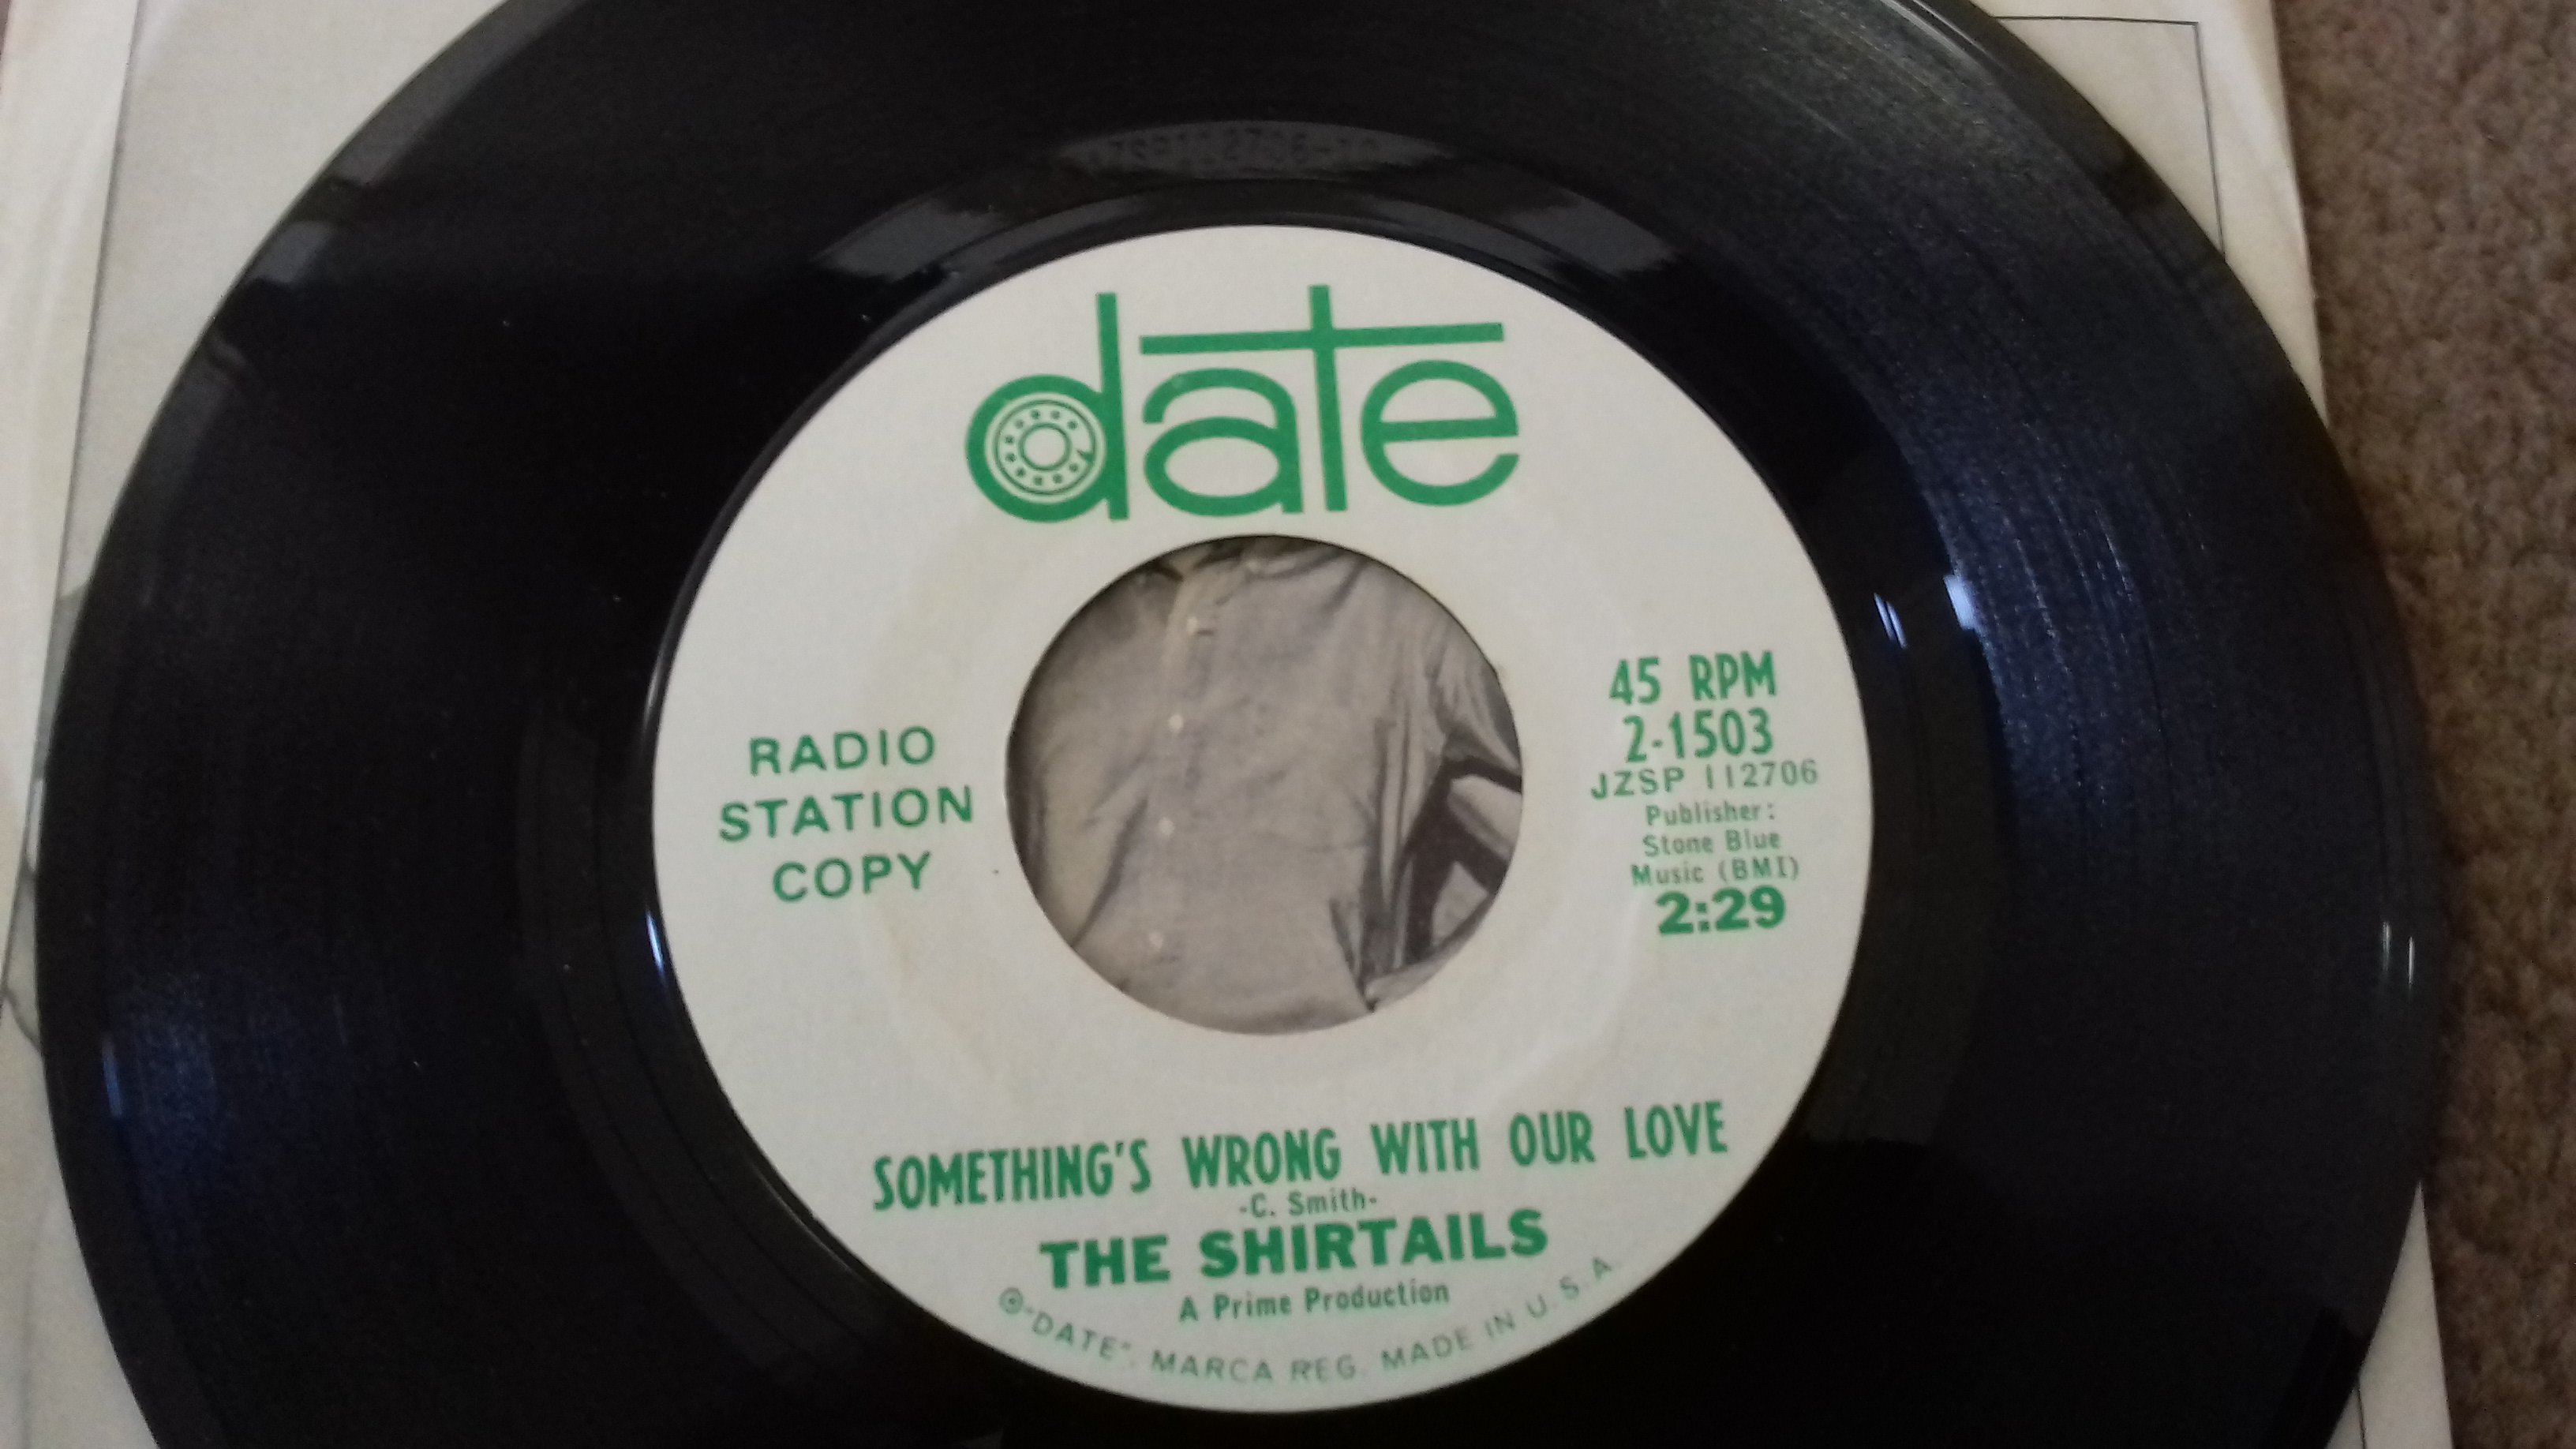 date
RADIO
STATION
COPY
45 RPM
2-1503
JZSP 112706
Publisher:
Stone Blue
Music (BMI)
2:29
SOMETHING'S WRONG WITH OUR LOVE
-C. Smith-
THE SHIRTAILS
A Prime Production
"DATE". MARCA REG. MADE IN U.S.A.